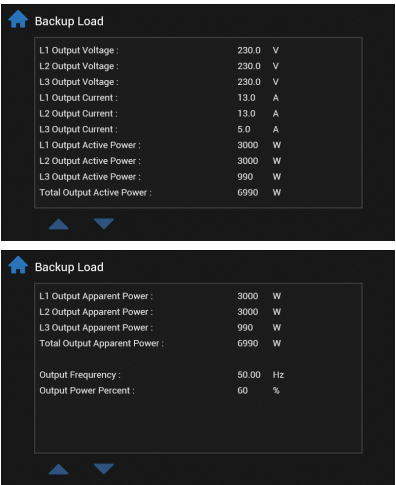 Backup Load
L1 Output Voltage : 230.0 V
L2 Output Voltage : 230.0 V
L3 Output Voltage : 230.0 V
L1 Output Current : 13.0 A
L2 Output Current : 13.0 A
L3 Output Current : 5.0 A
L1 Output Active Power : 3000 W
L2 Output Active Power : 3000 W
L3 Output Active Power : 990 W
Total Output Active Power : 6990 W
Backup Load
L1 Output Apparent Power : 3000 W
L2 Output Apparent Power : 3000 W
L3 Output Apparent Power : 990 W
Total Output Apparent Power : 6990 W
Output Frequrency : 50.00 Hz
Output Power Percent : 60 %